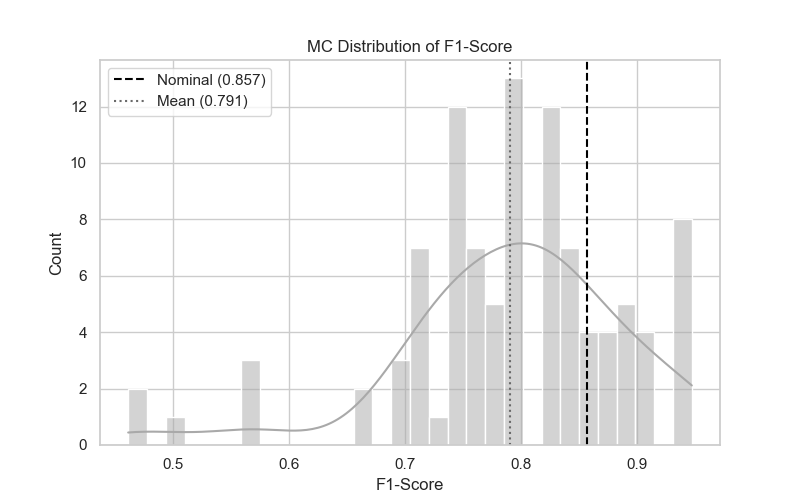 MC Distribution of F1-Score
Nominal (0.857)
Mean (0.791)
Count
12
10
8
6
4
2
0
0.5 0.6 0.7 0.8 0.9
F1-Score